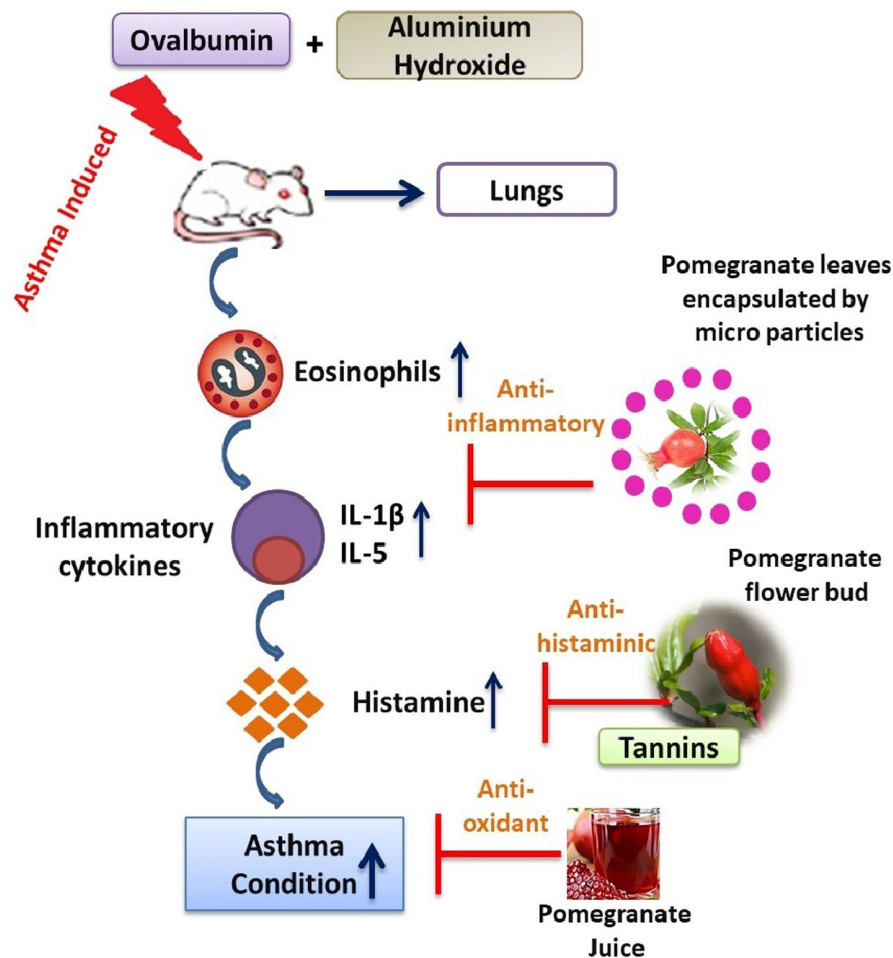 Ovalbumin
+
Aluminium
Hydroxide
Asthma Induced
Lungs
Pomegranate leaves
encapsulated by
micro particles
Eosinophils
Anti-
inflammatory
Inflammatory
cytokines
IL-1β
IL-5
Pomegranate
flower bud
Anti-
histaminic
Histamine
Tannins
Anti-
oxidant
Asthma
Condition
Pomegranate
Juice